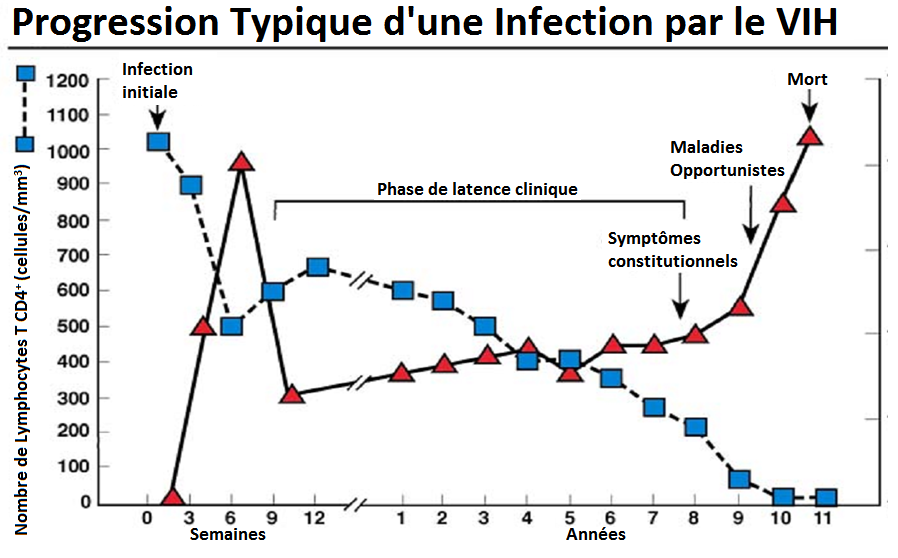 Progression Typique d'une Infection par le VIH
Infection
initiale
Mort
Maladies
Opportunistes
Phase de latence clinique
Symptômes
constitutionnels
Nombre de Lymphocytes T CD4⁺ (cellules/mm³)
1200
1100
1000
900
800
700
600
500
400
300
200
100
0
0 3 6 9 12 1 2 3 4 5 6 7 8 9 10 11
Semaines Années